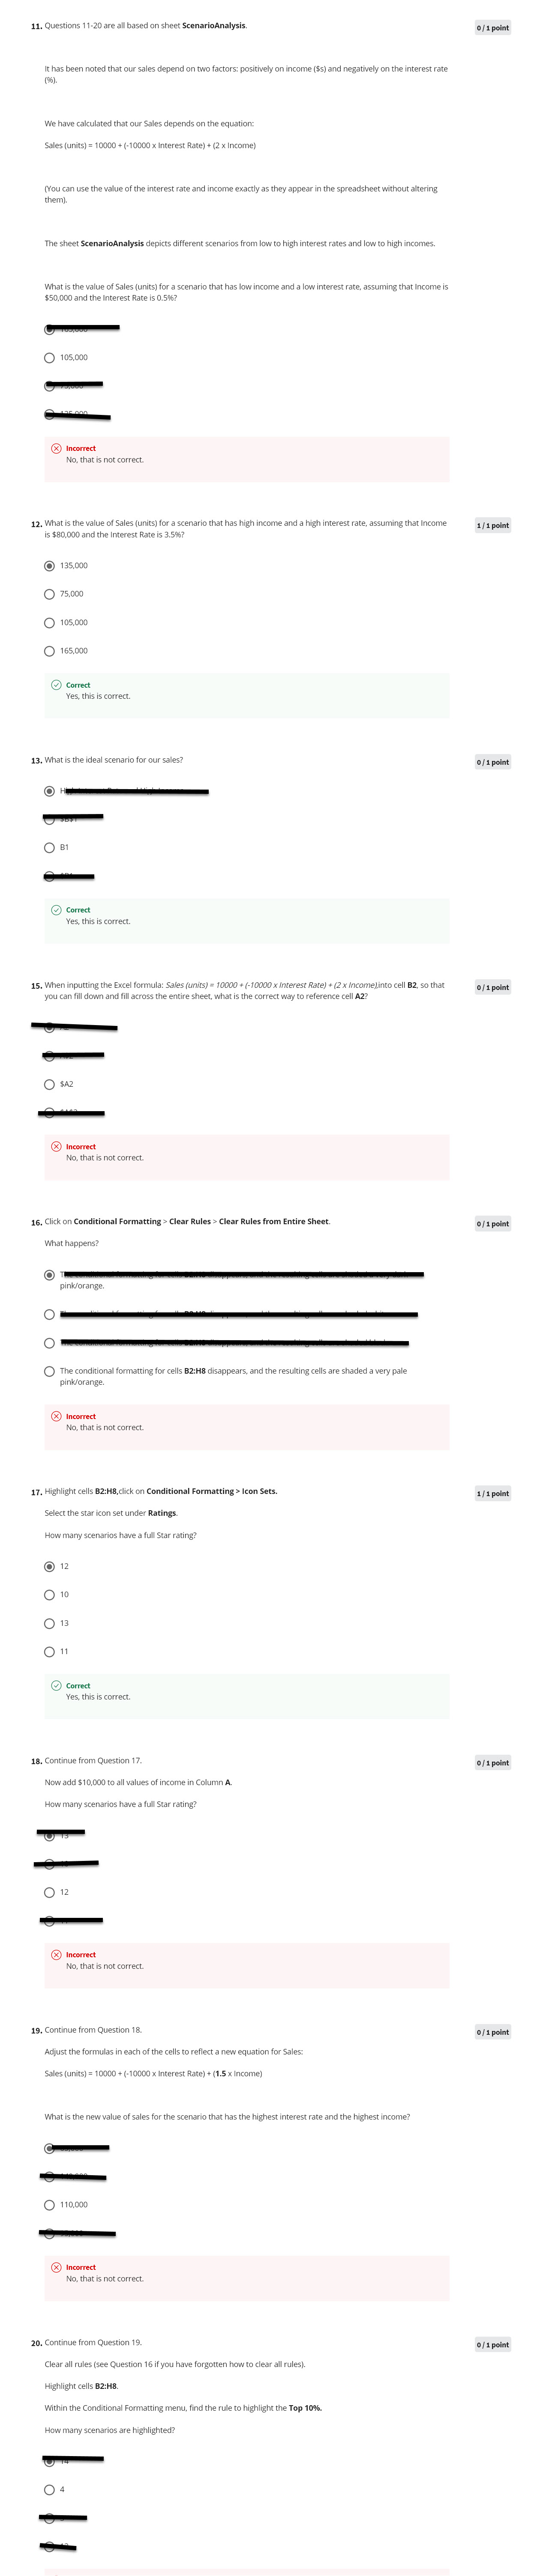 11. Questions 11-20 are all based on sheet ScenarioAnalysis.
0 / 1 point
It has been noted that our sales depend on two factors: positively on income ($s) and negatively on the interest rate
(%).
We have calculated that our Sales depends on the equation:
Sales (units) = 10000 + (-10000 x Interest Rate) + (2 x Income)
(You can use the value of the interest rate and income exactly as they appear in the spreadsheet without altering
them).
The sheet ScenarioAnalysis depicts different scenarios from low to high interest rates and low to high incomes.
What is the value of Sales (units) for a scenario that has low income and a low interest rate, assuming that Income is
$50,000 and the Interest Rate is 0.5%?
105,000
Incorrect
No, that is not correct.
12. What is the value of Sales (units) for a scenario that has high income and a high interest rate, assuming that Income
is $80,000 and the Interest Rate is 3.5%?
1 / 1 point
135,000
75,000
105,000
165,000
Correct
Yes, this is correct.
13. What is the ideal scenario for our sales?
0 / 1 point
B1
Correct
Yes, this is correct.
15. When inputting the Excel formula: Sales (units) = 10000 + (-10000 x Interest Rate) + (2 x Income),into cell B2, so that
you can fill down and fill across the entire sheet, what is the correct way to reference cell A2?
0 / 1 point
$A2
Incorrect
No, that is not correct.
16. Click on Conditional Formatting > Clear Rules > Clear Rules from Entire Sheet.
0 / 1 point
What happens?
pink/orange.
The conditional formatting for cells B2:H8 disappears, and the resulting cells are shaded a very pale
pink/orange.
Incorrect
No, that is not correct.
17. Highlight cells B2:H8,click on Conditional Formatting > Icon Sets.
1 / 1 point
Select the star icon set under Ratings.
How many scenarios have a full Star rating?
12
10
13
11
Correct
Yes, this is correct.
18. Continue from Question 17.
0 / 1 point
Now add $10,000 to all values of income in Column A.
How many scenarios have a full Star rating?
12
Incorrect
No, that is not correct.
19. Continue from Question 18.
0 / 1 point
Adjust the formulas in each of the cells to reflect a new equation for Sales:
Sales (units) = 10000 + (-10000 x Interest Rate) + (1.5 x Income)
What is the new value of sales for the scenario that has the highest interest rate and the highest income?
110,000
Incorrect
No, that is not correct.
20. Continue from Question 19.
0 / 1 point
Clear all rules (see Question 16 if you have forgotten how to clear all rules).
Highlight cells B2:H8.
Within the Conditional Formatting menu, find the rule to highlight the Top 10%.
How many scenarios are highlighted?
4